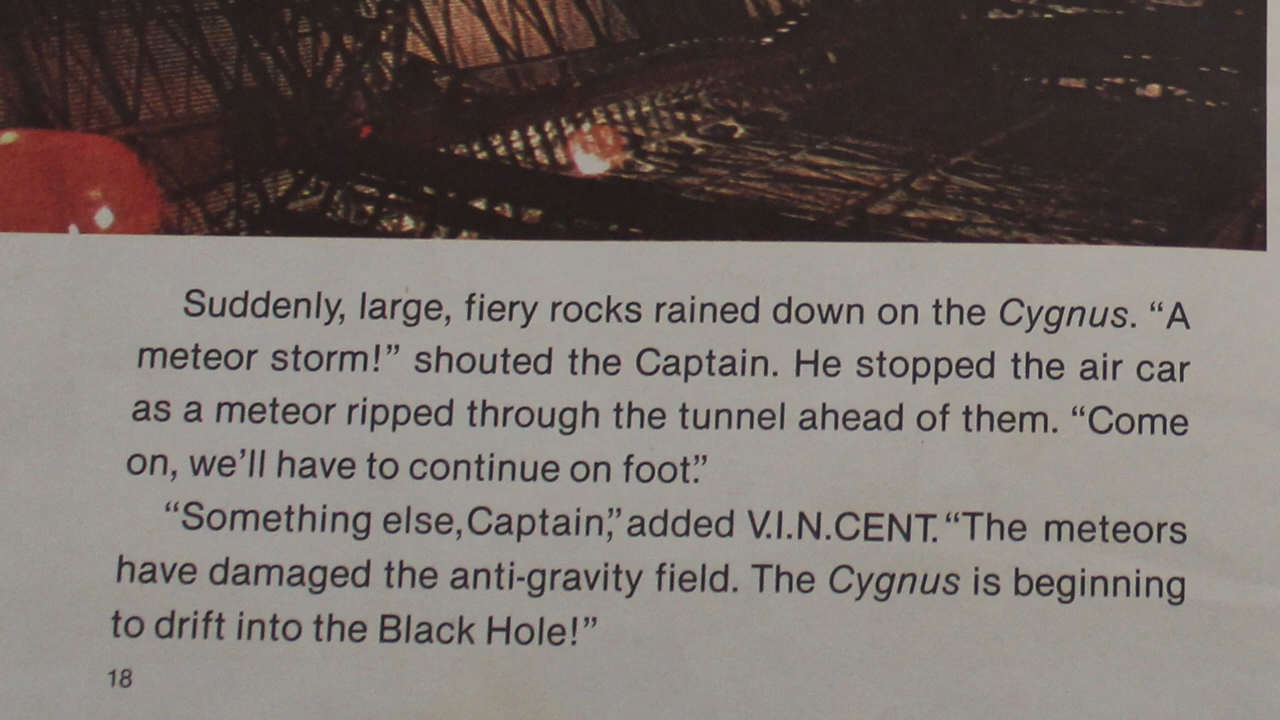 Suddenly, large, fiery rocks rained down on the Cygnus. “A
meteor storm!” shouted the Captain. He stopped the air car
as a meteor ripped through the tunnel ahead of them. “Come
on, we’ll have to continue on foot.”
“Something else, Captain,” added V.I.N.CENT. “The meteors
have damaged the anti-gravity field. The Cygnus is beginning
to drift into the Black Hole!”
18